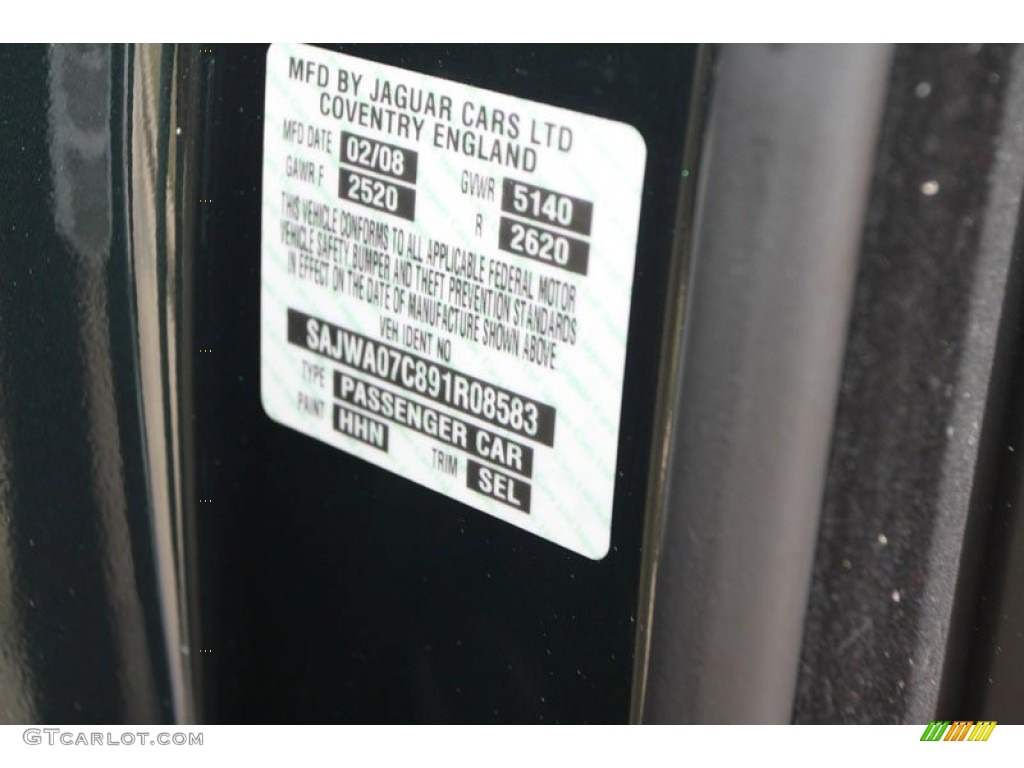 MFD BY JAGUAR CARS LTD
COVENTRY ENGLAND
MFD DATE 02/08 GVWR 5140
GAWR F 2520 R 2620
THIS VEHICLE CONFORMS TO ALL APPLICABLE FEDERAL MOTOR
VEHICLE SAFETY BUMPER AND THEFT PREVENTION STANDARDS
IN EFFECT ON THE DATE OF MANUFACTURE SHOWN ABOVE.
VEH IDENT NO
SAJWA07C891R08583
TYPE PASSENGER CAR
PAINT HHN TRIM SEL
GTCarLot.com